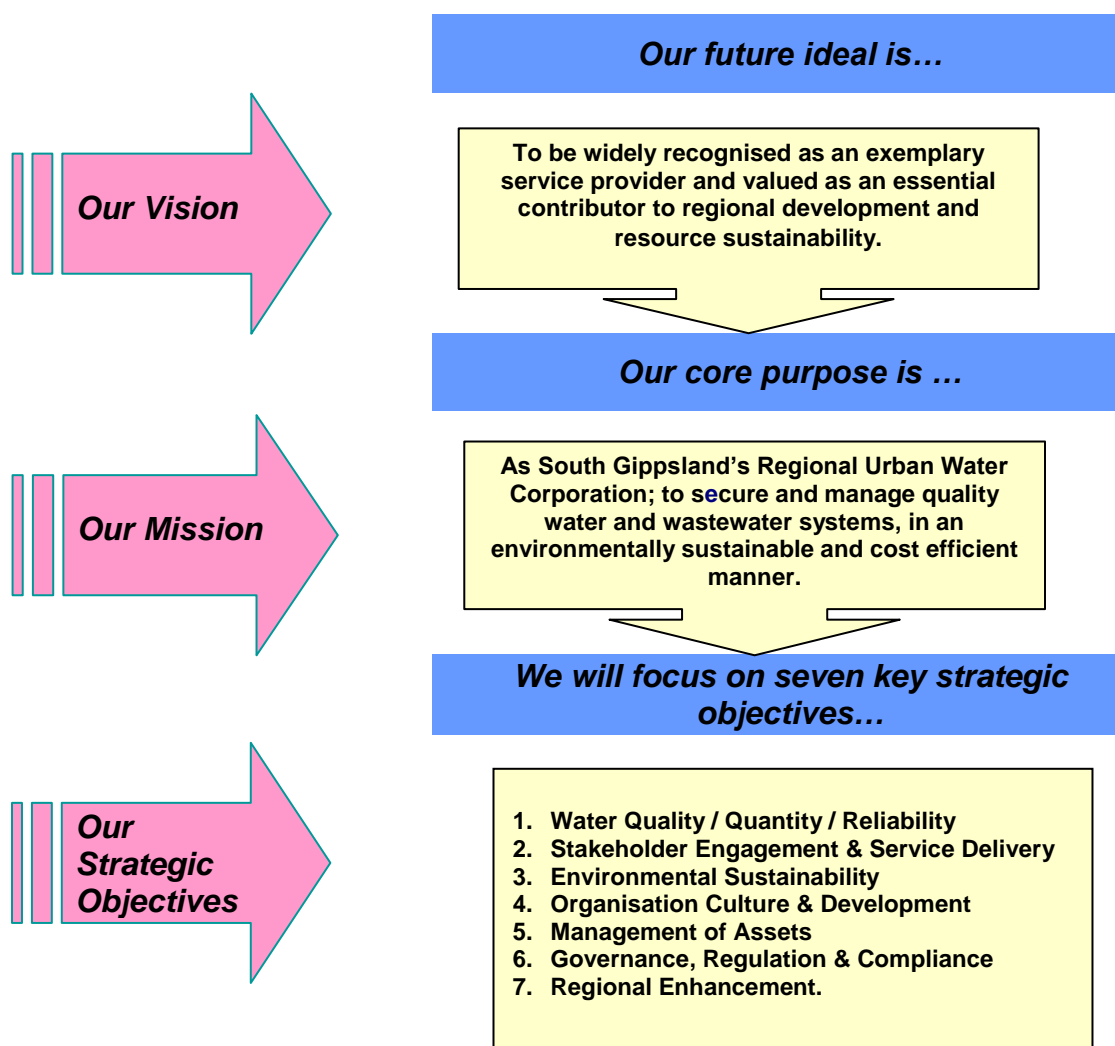 Our future ideal is…
Our Vision
To be widely recognised as an exemplary
service provider and valued as an essential
contributor to regional development and
resource sustainability.
Our core purpose is …
Our Mission
As South Gippsland’s Regional Urban Water
Corporation; to secure and manage quality
water and wastewater systems, in an
environmentally sustainable and cost efficient
manner.
We will focus on seven key strategic
objectives…
Our
Strategic
Objectives
1. Water Quality / Quantity / Reliability
2. Stakeholder Engagement & Service Delivery
3. Environmental Sustainability
4. Organisation Culture & Development
5. Management of Assets
6. Governance, Regulation & Compliance
7. Regional Enhancement.